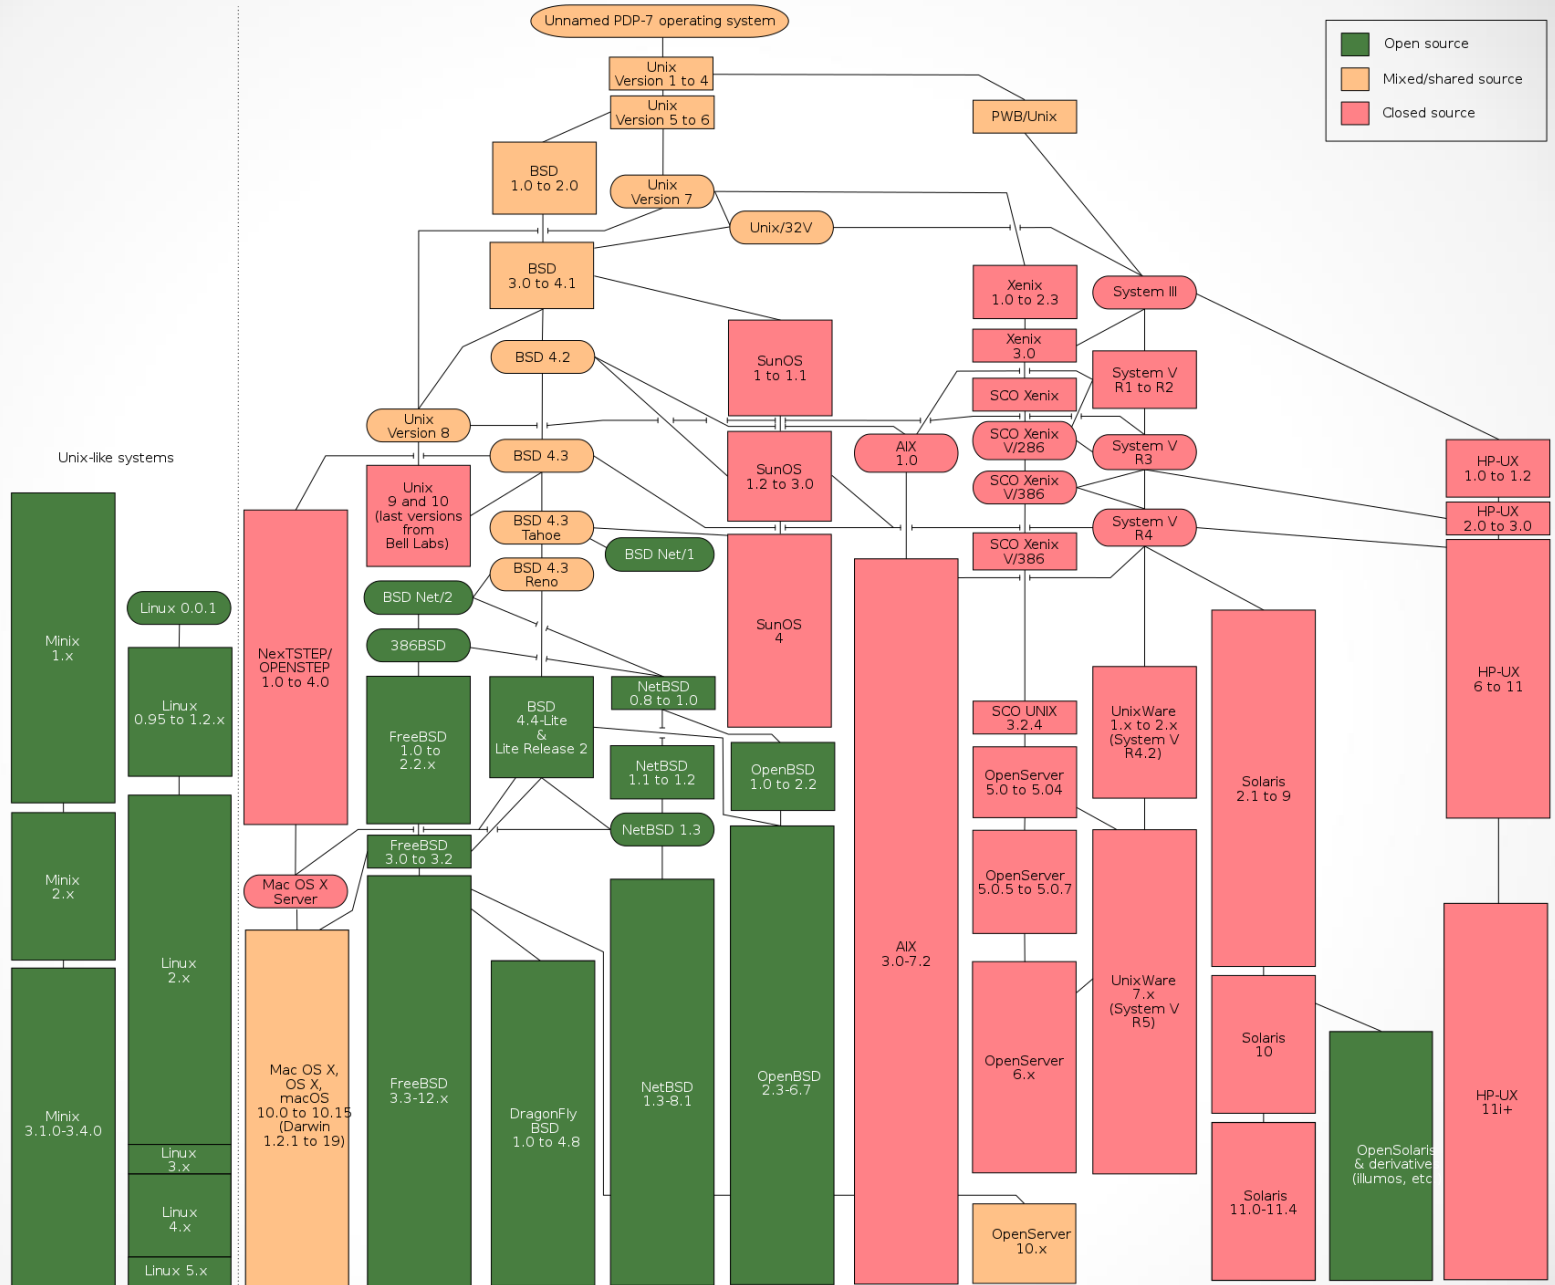 Unnamed PDP-7 operating system
Open source
Mixed/shared source
Closed source
Unix
Version 1 to 4
Unix
Version 5 to 6
PWB/Unix
BSD
1.0 to 2.0
Unix
Version 7
Unix/32V
BSD
3.0 to 4.1
Xenix
1.0 to 2.3
System III
Xenix
3.0
BSD 4.2
SunOS
1 to 1.1
System V
R1 to R2
SCO Xenix
Unix
Version 8
SCO Xenix
V/286
AIX
1.0
System V
R3
Unix-like systems
BSD 4.3
SunOS
1.2 to 3.0
HP-UX
1.0 to 1.2
SCO Xenix
V/386
Unix
9 and 10
(last versions
from
Bell Labs)
BSD 4.3
Tahoe
System V
R4
HP-UX
2.0 to 3.0
BSD Net/1
SCO Xenix
V/386
BSD 4.3
Reno
BSD Net/2
Linux 0.0.1
Minix
1.x
386BSD
SunOS
4
NexTSTEP/
OPENSTEP
1.0 to 4.0
HP-UX
6 to 11
NetBSD
0.8 to 1.0
Linux
0.95 to 1.2.x
BSD
4.4-Lite
&
Lite Release 2
SCO UNIX
3.2.4
UnixWare
1.x to 2.x
(System V
R4.2)
FreeBSD
1.0 to
2.2.x
NetBSD
1.1 to 1.2
OpenBSD
1.0 to 2.2
OpenServer
5.0 to 5.04
Solaris
2.1 to 9
NetBSD 1.3
FreeBSD
3.0 to 3.2
Minix
2.x
Mac OS X
Server
OpenServer
5.0.5 to 5.0.7
Linux
2.x
AIX
3.0-7.2
UnixWare
7.x
(System V
R5)
Solaris
10
OpenServer
6.x
Mac OS X,
OS X,
macOS
10.0 to 10.15
(Darwin
1.2.1 to 19)
FreeBSD
3.3-12.x
NetBSD
1.3-8.1
OpenBSD
2.3-6.7
HP-UX
11i+
Minix
3.1.0-3.4.0
DragonFly
BSD
1.0 to 4.8
Linux
3.x
OpenSolaris
& derivative
(illumos, etc
Linux
4.x
Solaris
11.0-11.4
OpenServer
10.x
Linux 5.x